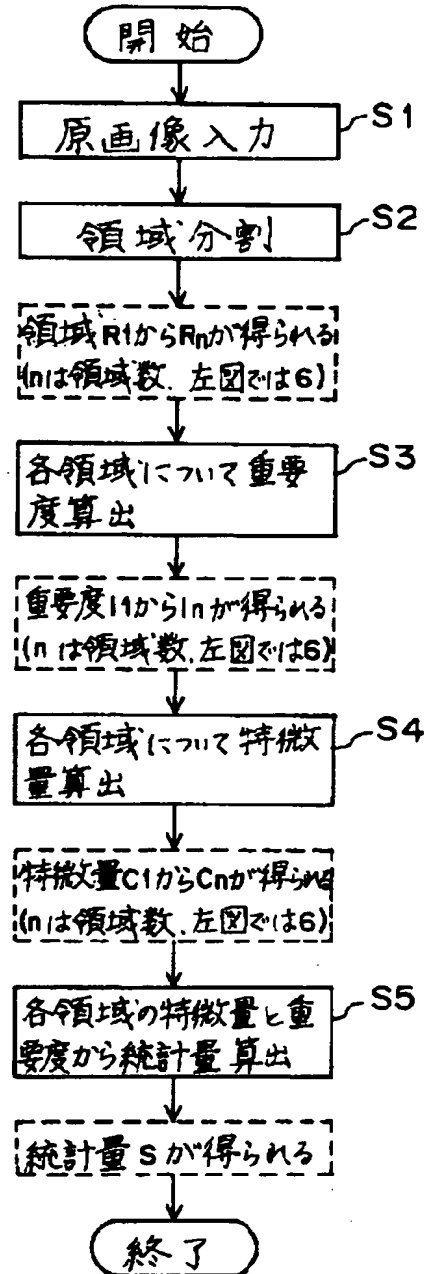 開始
原画像入力
S1
領域分割
S2
領域R1からRnが得られる
(nは領域数、左図では6)
各領域について重要
度算出
S3
重要度I1からInが得られる
(nは領域数、左図では6)
各領域について特徴
量算出
S4
特徴量C1からCnが得られる
(nは領域数、左図では6)
各領域の特徴量と重
要度から統計量算出
S5
統計量Sが得られる
終了